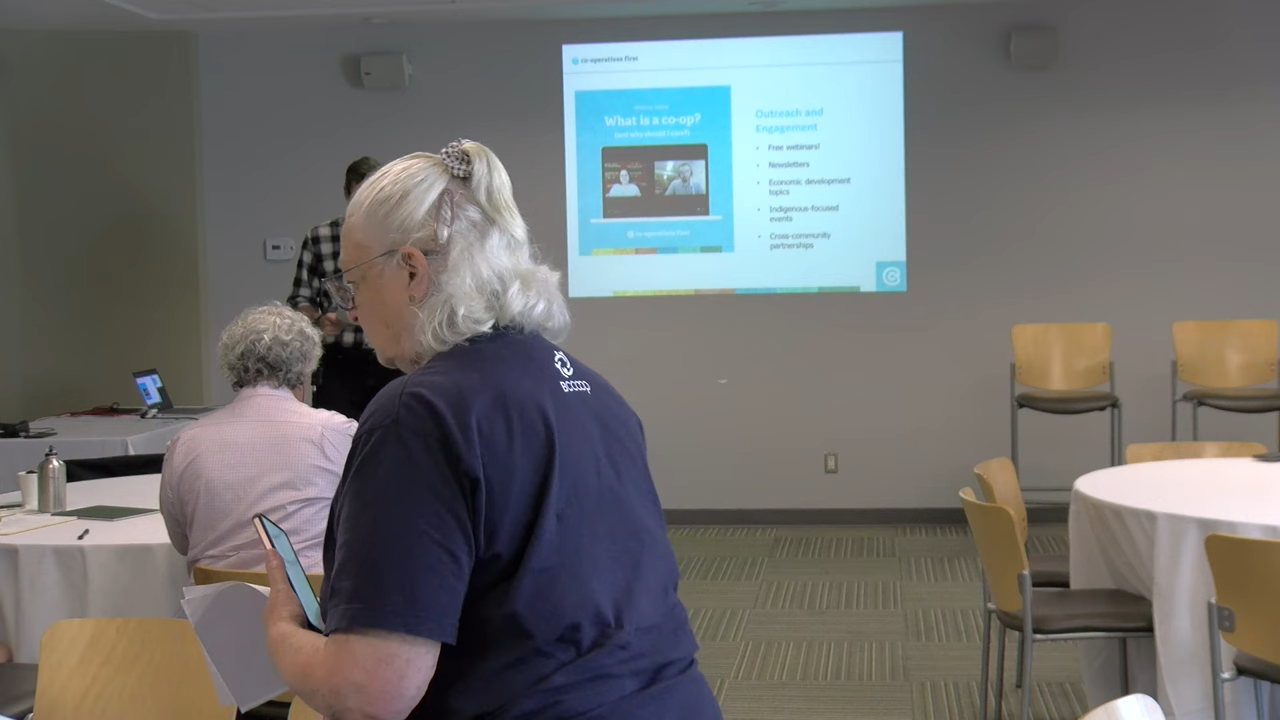 co-operatives first
What is a co-op?
(and why should I care?)
co-operatives first
Outreach and
Engagement
• Free webinars!
• Newsletters
• Economic development
topics
• Indigenous-focused
events
• Cross-community
partnerships